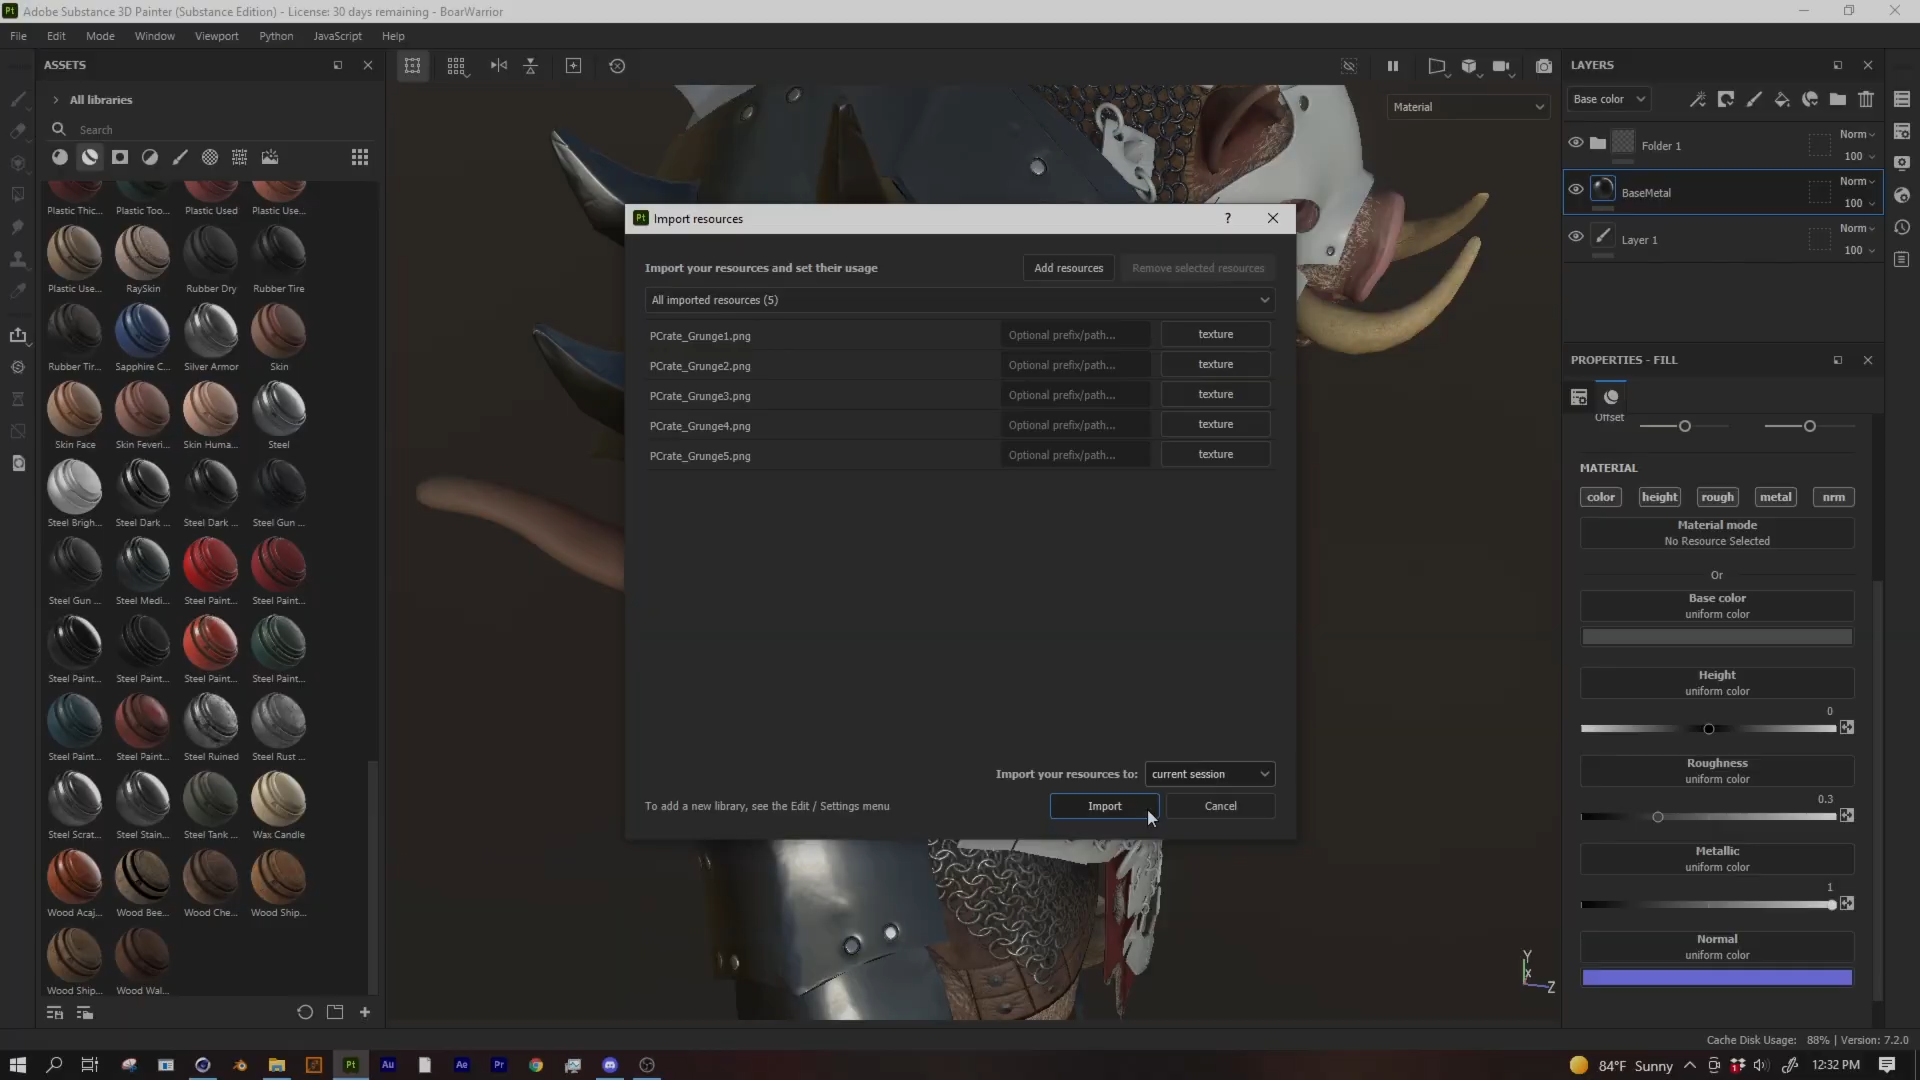 Adobe Substance 3D Painter (Substance Edition) - License: 30 days remaining - BoarWarrior
File Edit Mode Window Viewport Python JavaScript Help
ASSETS
All libraries
Search
Plastic Thic... Plastic Too... Plastic Used Plastic Use...
Plastic Use... RaySkin Rubber Dry Rubber Tire
Rubber Tir... Sapphire C... Silver Armor Skin
Skin Face Skin Feveri... Skin Huma... Steel
Steel Brigh... Steel Dark ... Steel Dark ... Steel Gun ...
Steel Gun ... Steel Medi... Steel Paint... Steel Paint...
Steel Paint... Steel Paint... Steel Paint... Steel Paint...
Steel Paint... Steel Paint... Steel Ruined Steel Rust ...
Steel Scrat... Steel Stain... Steel Tank ... Wax Candle
Wood Acaj... Wood Bee... Wood Che... Wood Ship...
Wood Ship... Wood Wal...
Material
Import resources
Import your resources and set their usage
Add resources
Remove selected resources
All imported resources (5)
PCrate_Grunge1.png Optional prefix/path... texture
PCrate_Grunge2.png Optional prefix/path... texture
PCrate_Grunge3.png Optional prefix/path... texture
PCrate_Grunge4.png Optional prefix/path... texture
PCrate_Grunge5.png Optional prefix/path... texture
Import your resources to: current session
To add a new library, see the Edit / Settings menu
Import
Cancel
Y
X
Z
LAYERS
Base color
Folder 1 Norm 100
BaseMetal Norm 100
Layer 1 Norm 100
PROPERTIES - FILL
Offset
MATERIAL
color height rough metal nrm
Material mode
No Resource Selected
Or
Base color
uniform color
Height
uniform color
0
Roughness
uniform color
0.3
Metallic
uniform color
1
Normal
uniform color
Cache Disk Usage: 88% | Version: 7.2.0
Pt Au Ae Pr
84°F Sunny
12:32 PM